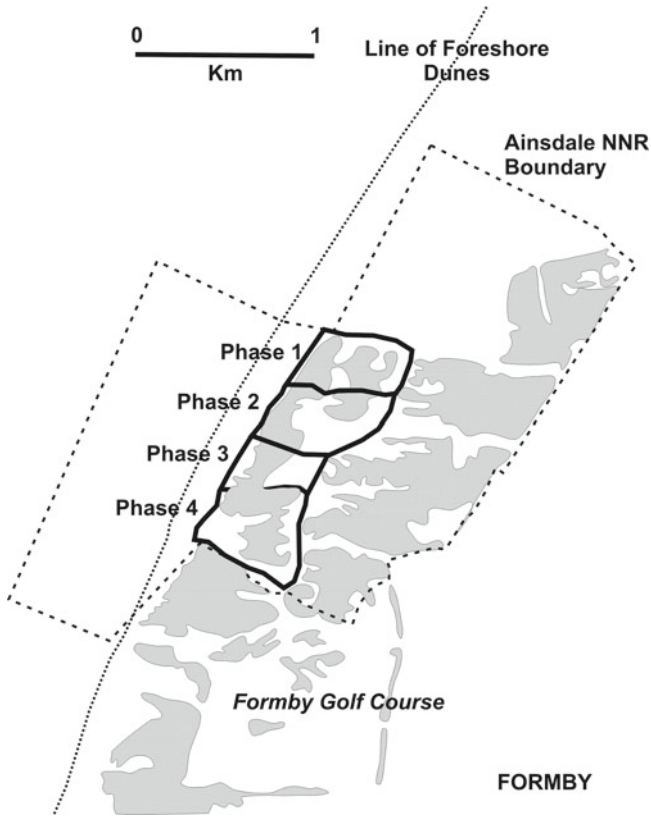 0 1
Km
Line of Foreshore
Dunes
Ainsdale NNR
Boundary
Phase 1
Phase 2
Phase 3
Phase 4
Formby Golf Course
FORMBY